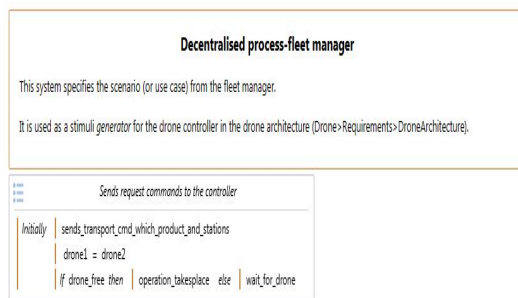 Decentralised process-fleet manager
This system specifies the scenario (or use case) from the fleet manager.
It is used as a stimuli generator for the drone controller in the drone architecture (Drone>Requirements>DroneArchitecture).
Sends request commands to the controller
Initially sends_transport_cmd_which_product_and_stations
drone1 = drone2
If drone_free then operation_takesplace else wait_for_drone